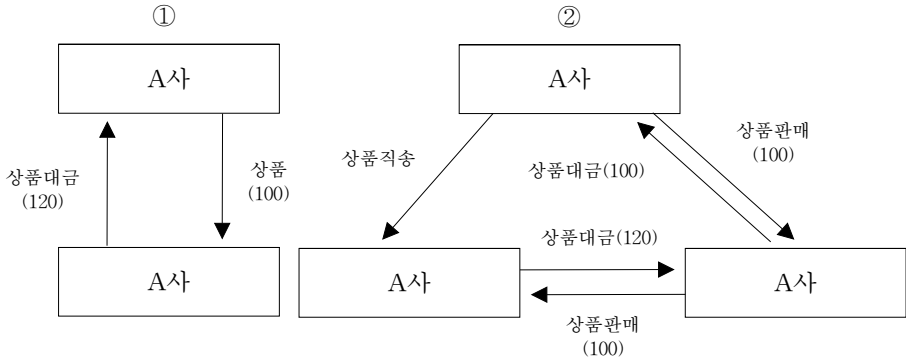 ①
A사
상품대금
(120)
상품
(100)
A사
②
A사
상품직송
상품대금(100)
상품판매
(100)
A사
상품대금(120)
상품판매
(100)
A사